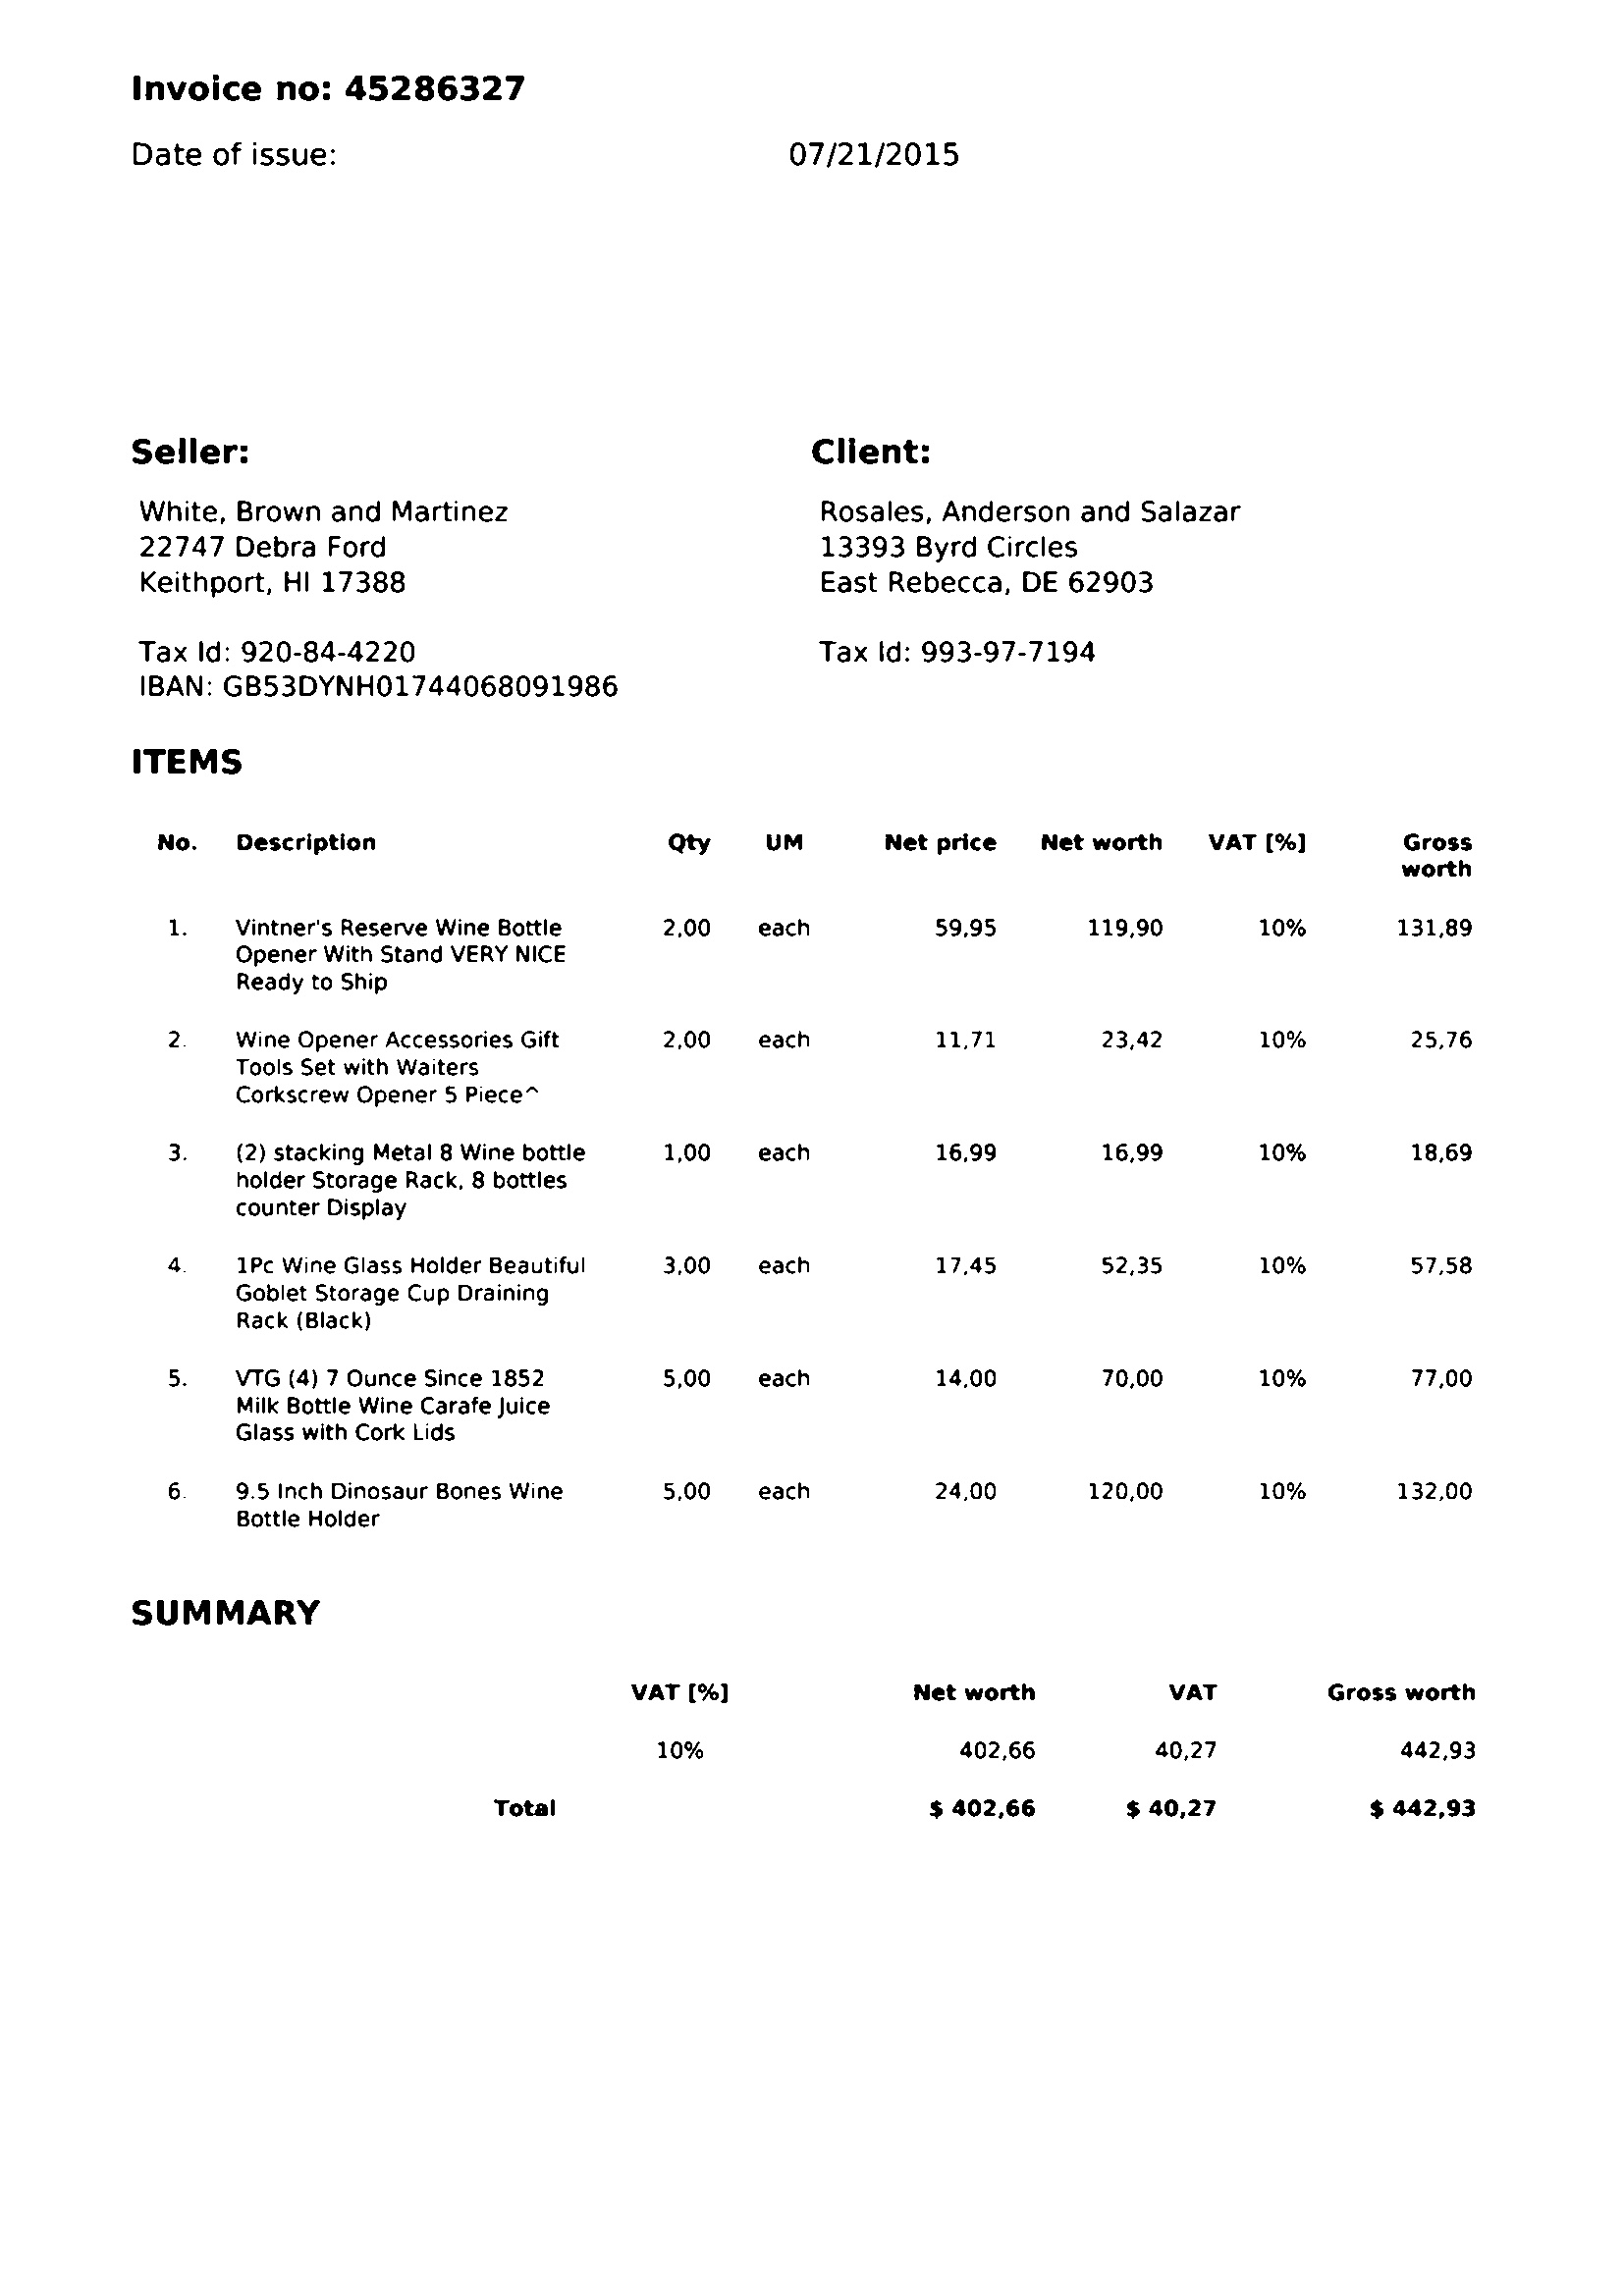 Invoice no: 45286327
Date of issue: 07/21/2015
Seller: Client:
White, Brown and Martinez Rosales, Anderson and Salazar
22747 Debra Ford 13393 Byrd Circles
Keithport, HI 17388 East Rebecca, DE 62903
Tax Id: 920-84-4220 Tax Id: 993-97-7194
IBAN: GB53DYNH01744068091986
ITEMS
No. Description Qty UM Net price Net worth VAT [%] Gross
worth
1. Vintner's Reserve Wine Bottle 2,00 each 59,95 119,90 10% 131,89
Opener With Stand VERY NICE
Ready to Ship
2. Wine Opener Accessories Gift 2,00 each 11,71 23,42 10% 25,76
Tools Set with Waiters
Corkscrew Opener 5 Piece^
3. (2) stacking Metal 8 Wine bottle 1,00 each 16,99 16,99 10% 18,69
holder Storage Rack, 8 bottles
counter Display
4. 1Pc Wine Glass Holder Beautiful 3,00 each 17,45 52,35 10% 57,58
Goblet Storage Cup Draining
Rack (Black)
5. VTG (4) 7 Ounce Since 1852 5,00 each 14,00 70,00 10% 77,00
Milk Bottle Wine Carafe Juice
Glass with Cork Lids
6. 9.5 Inch Dinosaur Bones Wine 5,00 each 24,00 120,00 10% 132,00
Bottle Holder
SUMMARY
VAT [%] Net worth VAT Gross worth
10% 402,66 40,27 442,93
Total $ 402,66 $ 40,27 $ 442,93